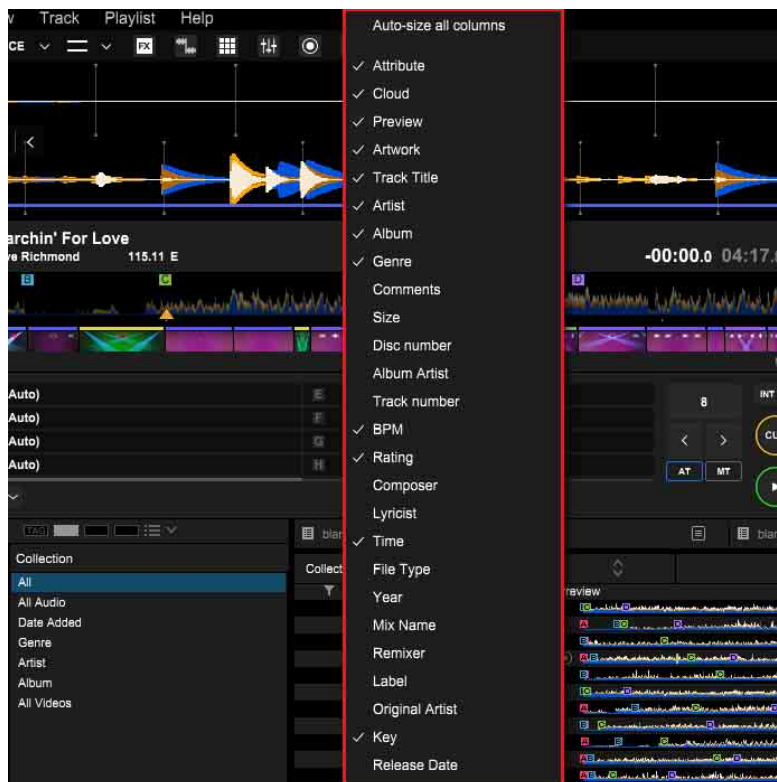 Track Playlist Help
CE
FX
archin' For Love
ve Richmond 115.11 E
-00:00.0 04:17.
B
C
D
Auto)
Auto)
Auto)
Auto)
E
F
G
H
8
INT
CU
AT MT
TAG
Collection
All
All Audio
Date Added
Genre
Artist
Album
All Videos
blan
Collect
Auto-size all columns
Attribute
Cloud
Preview
Artwork
Track Title
Artist
Album
Genre
Comments
Size
Disc number
Album Artist
Track number
BPM
Rating
Composer
Lyricist
Time
File Type
Year
Mix Name
Remixer
Label
Original Artist
Key
Release Date
blan
review